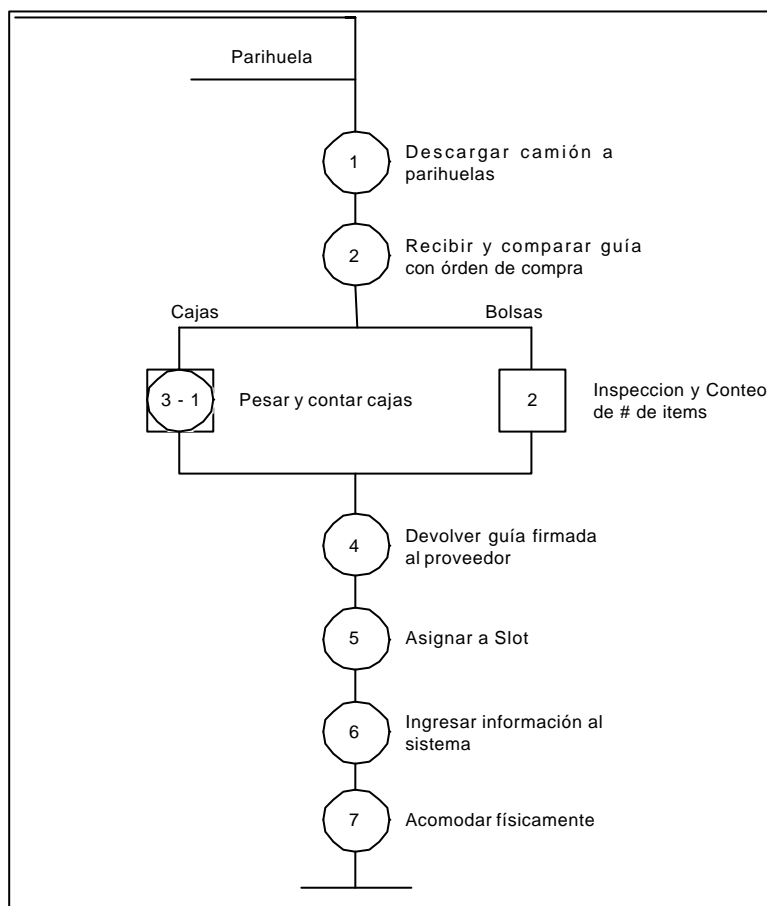 Parihuela
1
Descargar camión a
parihuelas
2
Recibir y comparar guía
con órden de compra
Cajas
Bolsas
3 - 1
Pesar y contar cajas
2
Inspeccion y Conteo
de # de items
4
Devolver guía firmada
al proveedor
5
Asignar a Slot
6
Ingresar información al
sistema
7
Acomodar físicamente